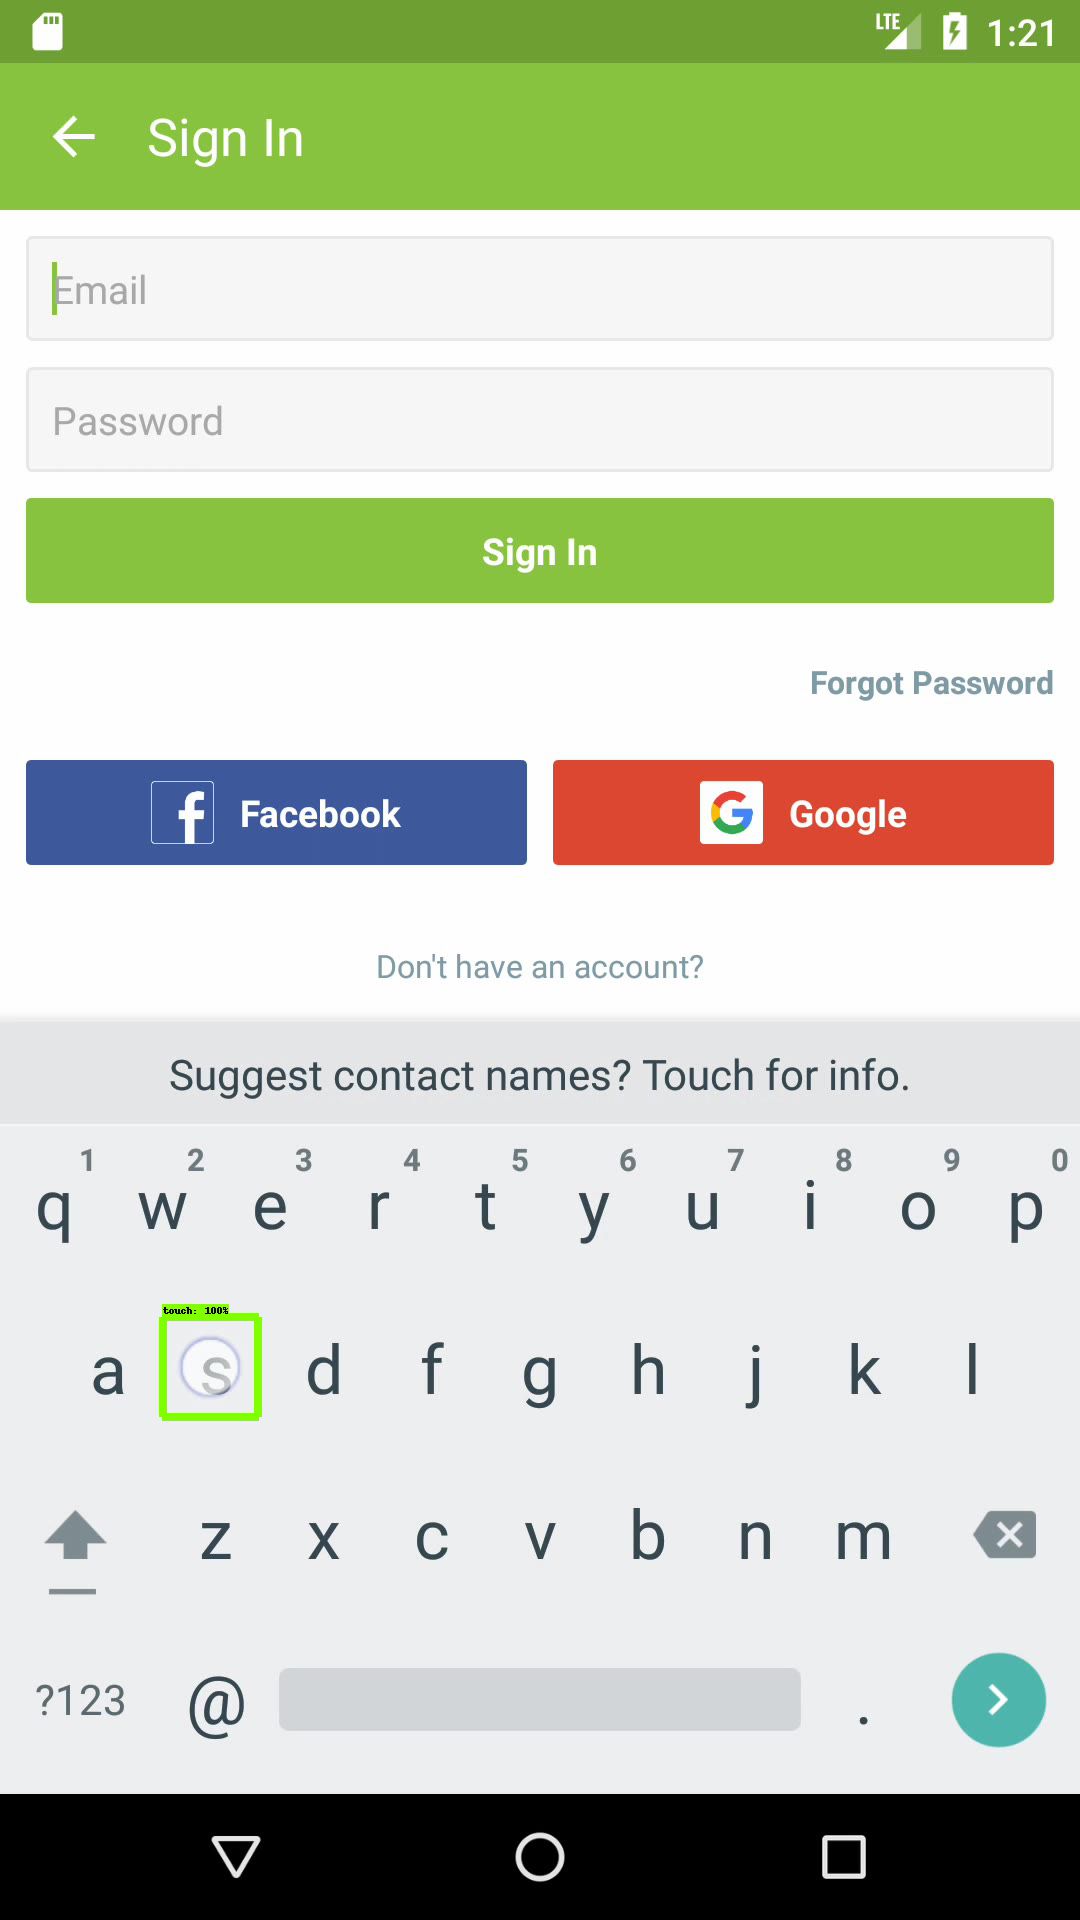 LTE 1:21
Sign In
Email
Password
Sign In
Forgot Password
Facebook Google
Don't have an account?
Suggest contact names? Touch for info.
1 2 3 4 5 6 7 8 9 0
q w e r t y u i o p
touch: 100%
a s d f g h j k l
z x c v b n m
?123 @ .